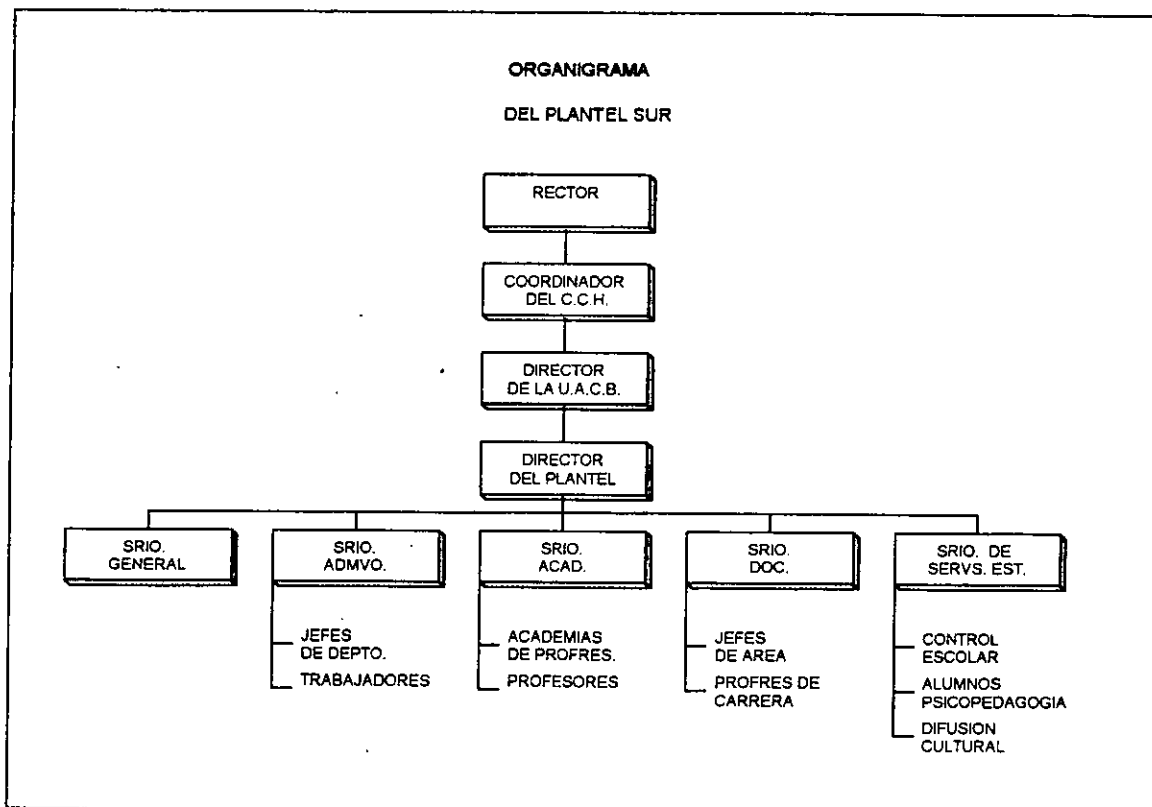 ORGANIGRAMA
DEL PLANTEL SUR
RECTOR
COORDINADOR
DEL C.C.H.
DIRECTOR
DE LA U.A.C.B.
DIRECTOR
DEL PLANTEL
SRIO.
GENERAL
SRIO.
ADMVO.
SRIO.
ACAD.
SRIO.
DOC.
SRIO. DE
SERVS. EST.
JEFES
DE DEPTO.
TRABAJADORES
ACADEMIAS
DE PROFRES.
PROFESORES
JEFES
DE AREA
PROFRES DE
CARRERA
CONTROL
ESCOLAR
ALUMNOS
PSICOPEDAGOGIA
DIFUSION
CULTURAL